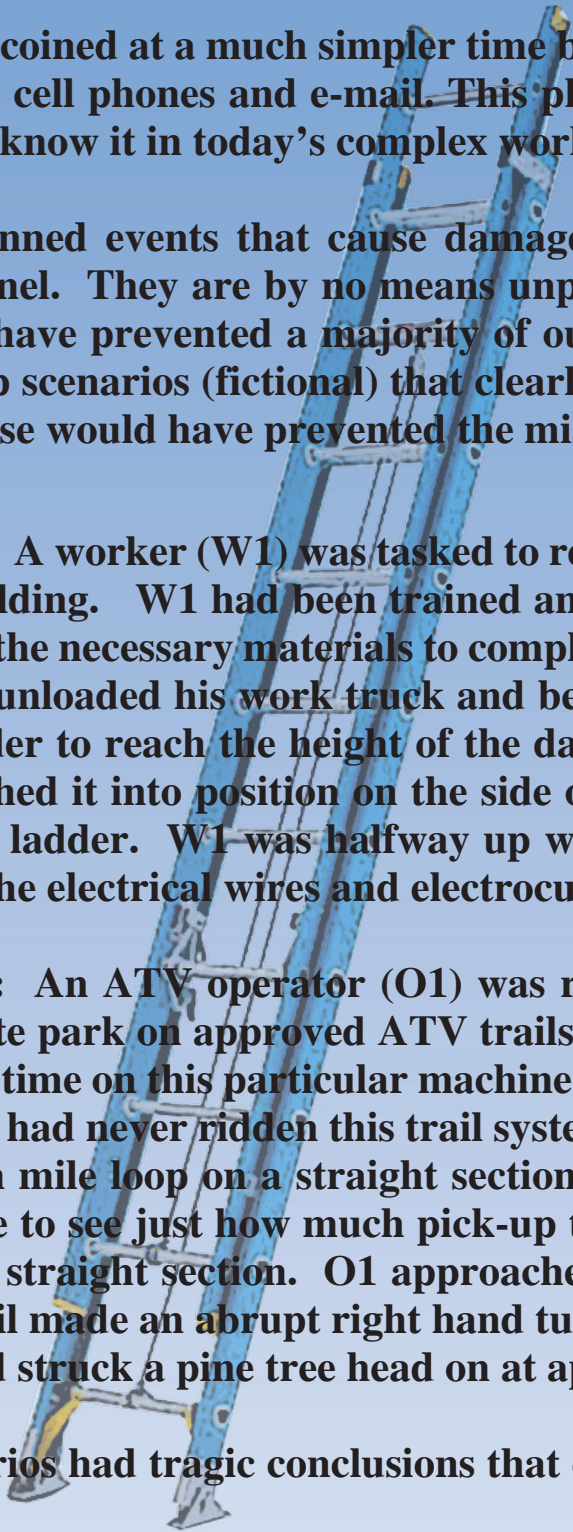 coined at a much simpler time b
cell phones and e-mail. This pl
know it in today's complex worl
nned events that cause damage
nel. They are by no means unp
have prevented a majority of ou
p scenarios (fictional) that clearl
se would have prevented the mi
A worker (W1) was tasked to re
lding. W1 had been trained an
the necessary materials to compl
unloaded his work truck and be
ler to reach the height of the da
hed it into position on the side o
ladder. W1 was halfway up w
he electrical wires and electrocu
: An ATV operator (O1) was r
te park on approved ATV trails
time on this particular machine
had never ridden this trail syste
n mile loop on a straight section
e to see just how much pick-up t
straight section. O1 approache
il made an abrupt right hand tu
d struck a pine tree head on at ap
rios had tragic conclusions that